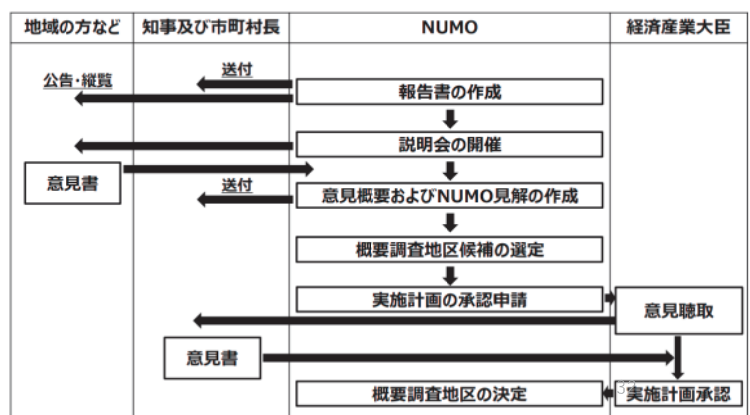 地域の方など 知事及び市町村長 NUMO 経済産業大臣
送付
公告・縦覧
報告書の作成
説明会の開催
意見書
送付
意見概要およびNUMO見解の作成
概要調査地区候補の選定
実施計画の承認申請
意見聴取
意見書
概要調査地区の決定
実施計画承認